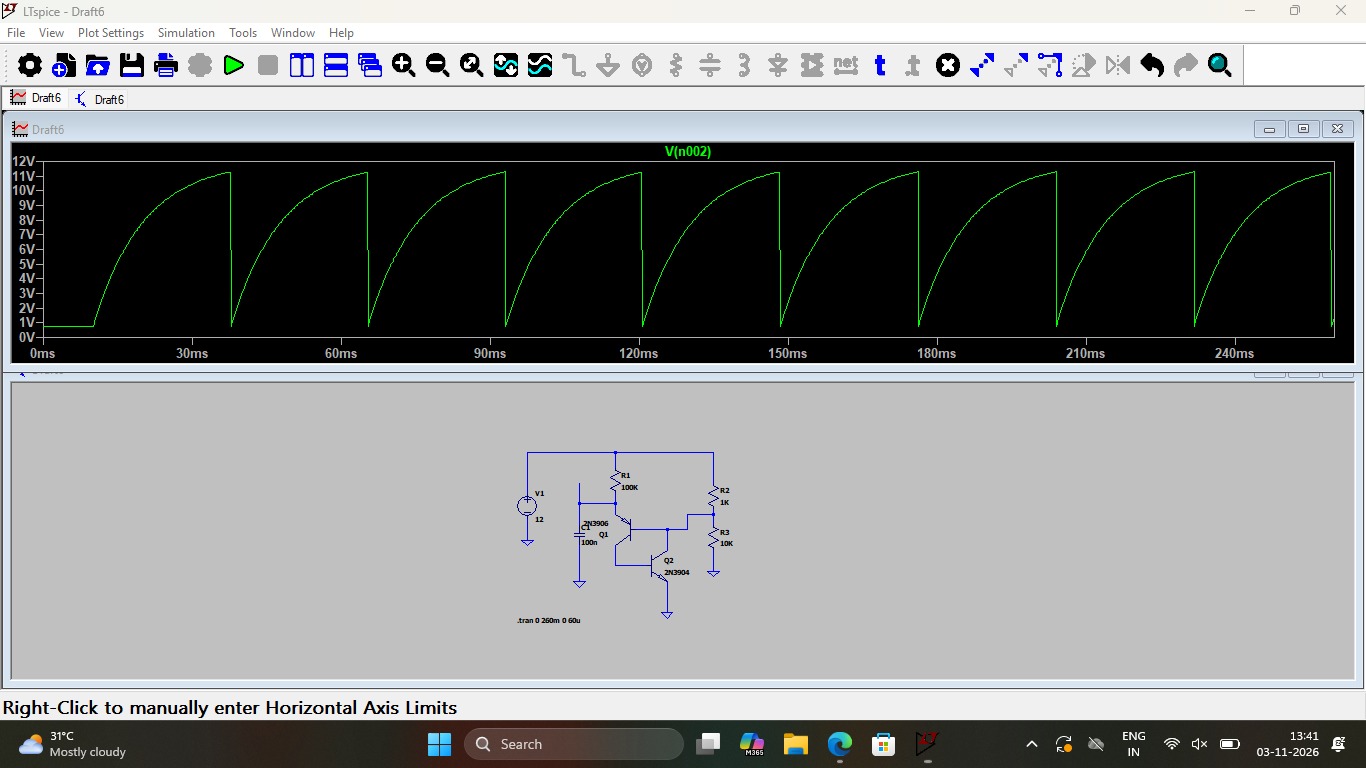 LTspice - Draft6
File View Plot Settings Simulation Tools Window Help
Draft6 Draft6
Draft6
V(n002)
12V
11V
10V
9V
8V
7V
6V
5V
4V
3V
2V
1V
0V
0ms 30ms 60ms 90ms 120ms 150ms 180ms 210ms 240ms
R1
100K
V1
12
R2
1K
2N3906
C1
Q1
100n
R3
10K
Q2
2N3904
.tran 0 260m 0 60u
Right-Click to manually enter Horizontal Axis Limits
31°C
Mostly cloudy
Search
M365
ENG
IN
13:41
03-11-2026